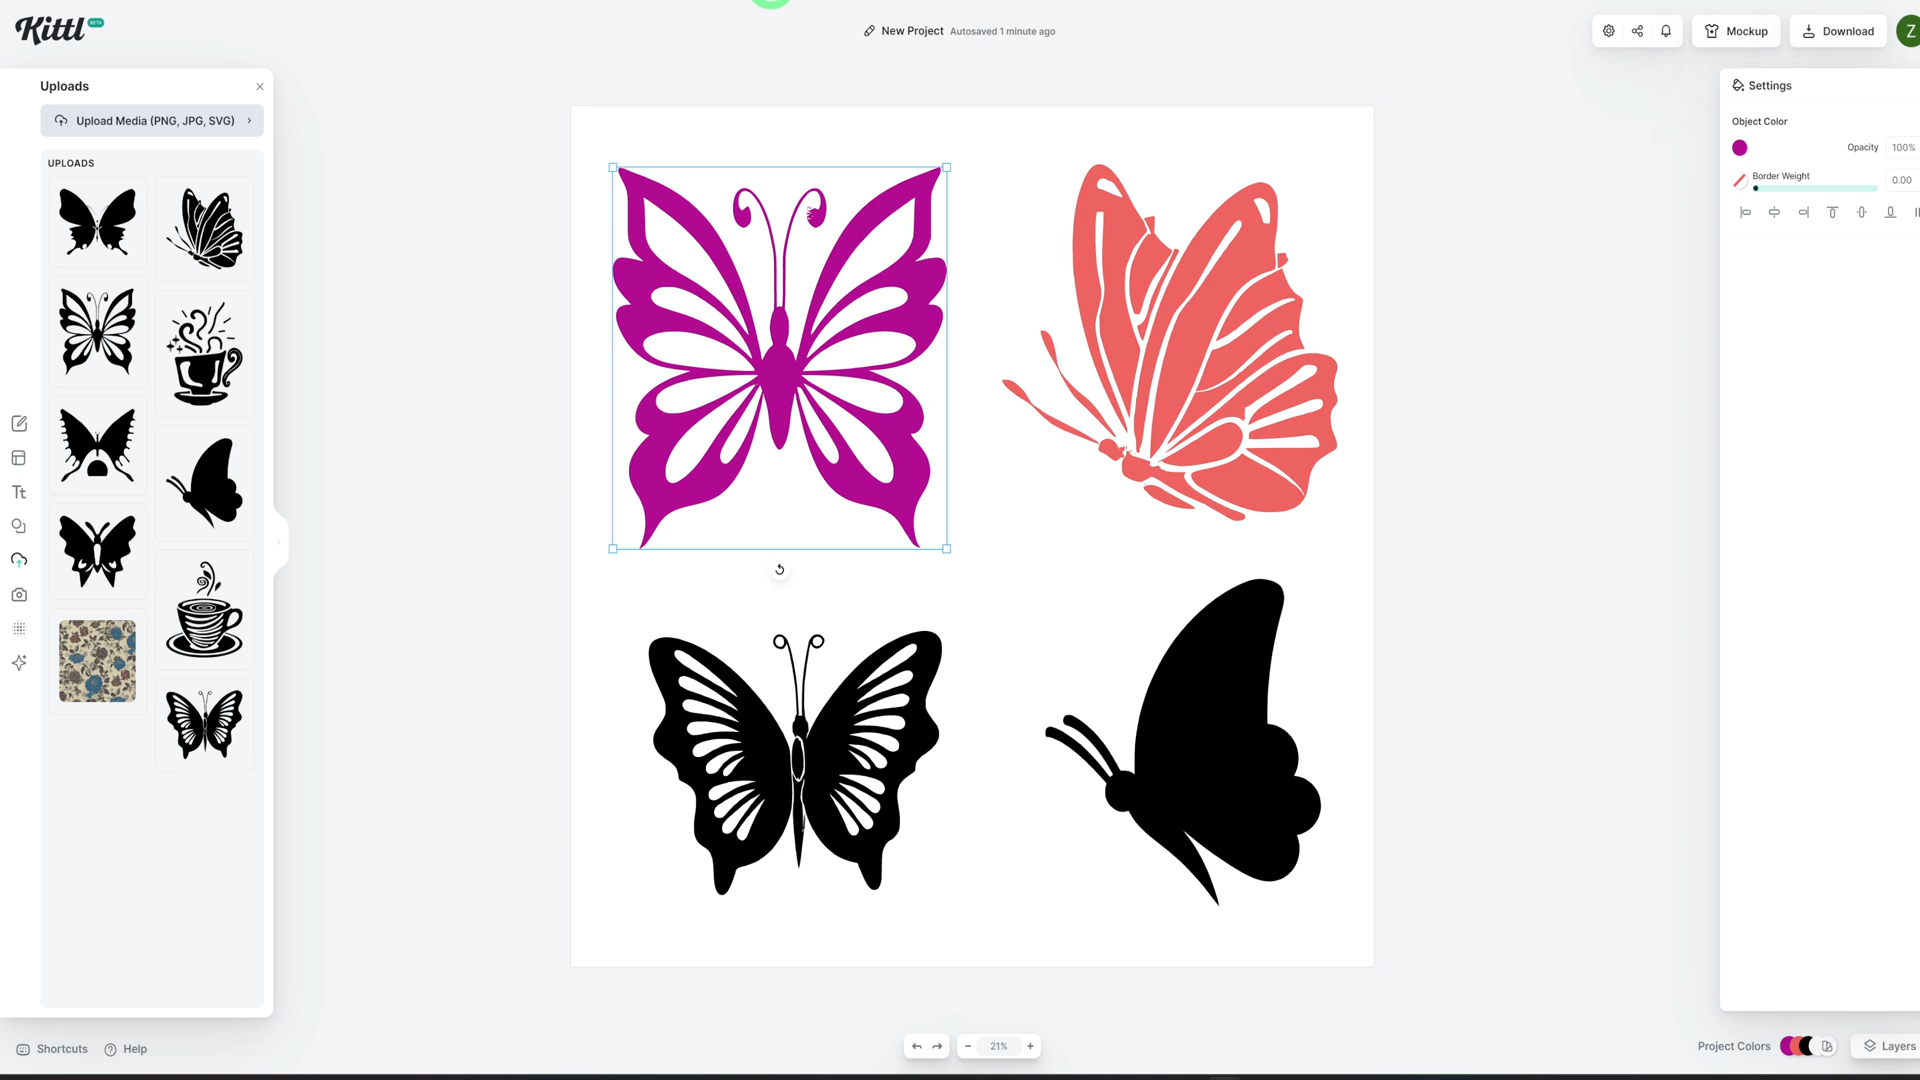 Kittl BETA
New Project Autosaved 1 minute ago
Mockup
Download
Z
Uploads
Upload Media (PNG, JPG, SVG)
UPLOADS
Tt
Settings
Object Color
Opacity 100%
Border Weight 0.00
Shortcuts
Help
21%
Project Colors
Layers